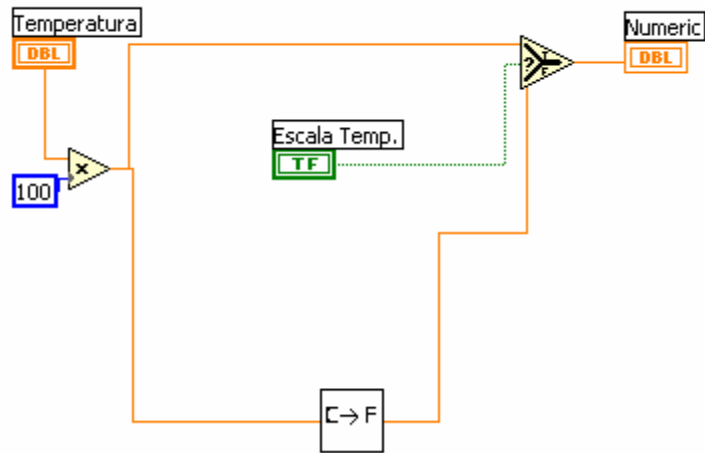 Temperatura
DBL
100
x
Escala Temp.
TF
?
T
F
Numeric
DBL
C→F